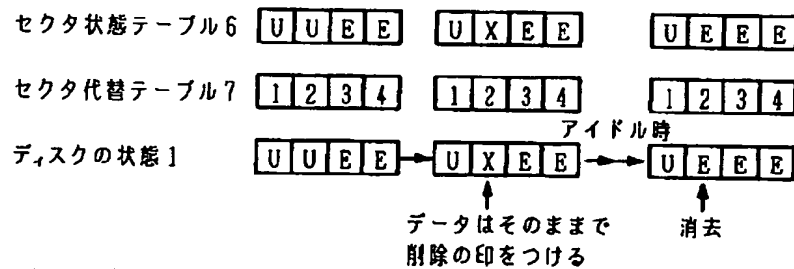 セクタ状態テーブル6 U U E E U X E E U E E E
セクタ代替テーブル7 1 2 3 4 1 2 3 4 1 2 3 4
アイドル時
ディスクの状態1 U U E E U X E E U E E E
データはそのままで 消去
削除の印をつける